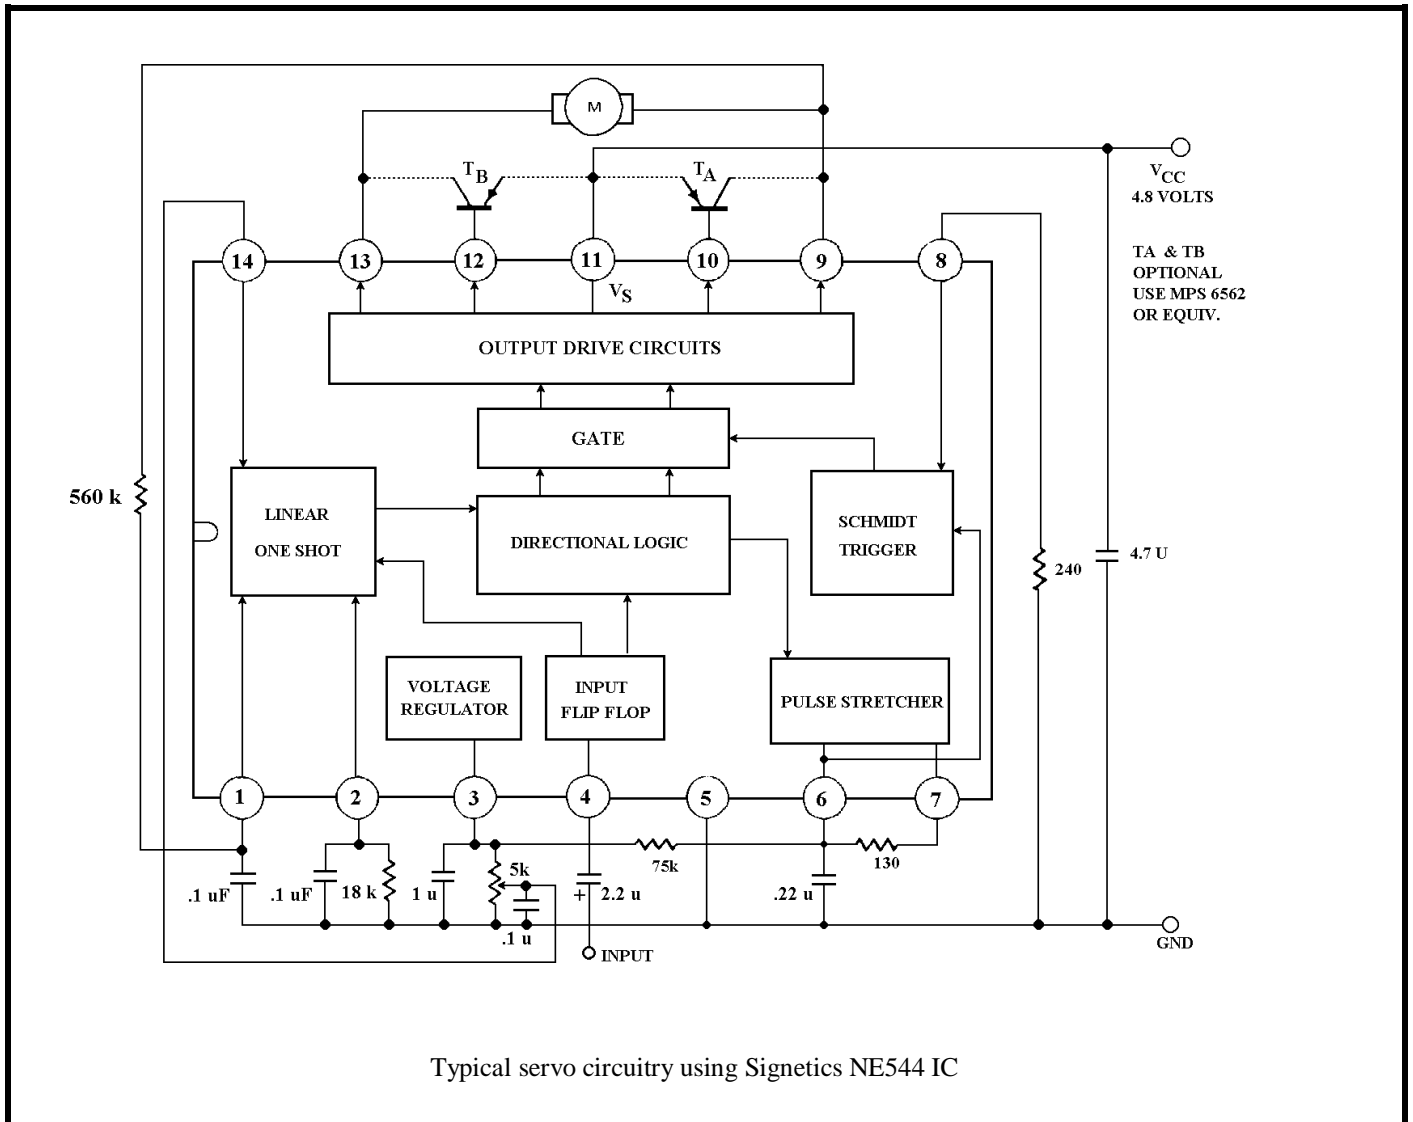 M
T B
T A
V CC
4.8 VOLTS
14
13
12
11
10
9
8
V S
TA & TB
OPTIONAL
USE MPS 6562
OR EQUIV.
OUTPUT DRIVE CIRCUITS
GATE
560 k
LINEAR
ONE SHOT
DIRECTIONAL LOGIC
SCHMIDT
TRIGGER
240
4.7 U
VOLTAGE
REGULATOR
INPUT
FLIP FLOP
PULSE STRETCHER
1
2
3
4
5
6
7
.1 uF
.1 uF
18 k
1 u
5k
.1 u
+ 2.2 u
75k
.22 u
130
INPUT
GND
Typical servo circuitry using Signetics NE544 IC